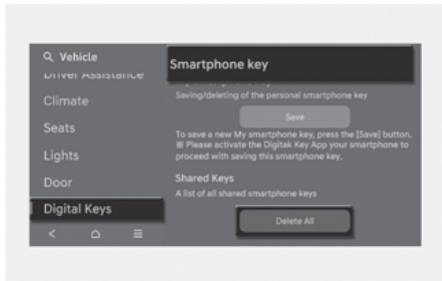 Vehicle
Driver Assistance
Climate
Seats
Lights
Door
Digital Keys
Smartphone key
Saving/deleting of the personal smartphone key
Save
To save a new My smartphone key, press the [Save] button.
※ Please activate the Digitak Key App your smartphone to
proceed with saving this smartphone key.
Shared Keys
A list of all shared smartphone keys
Delete All